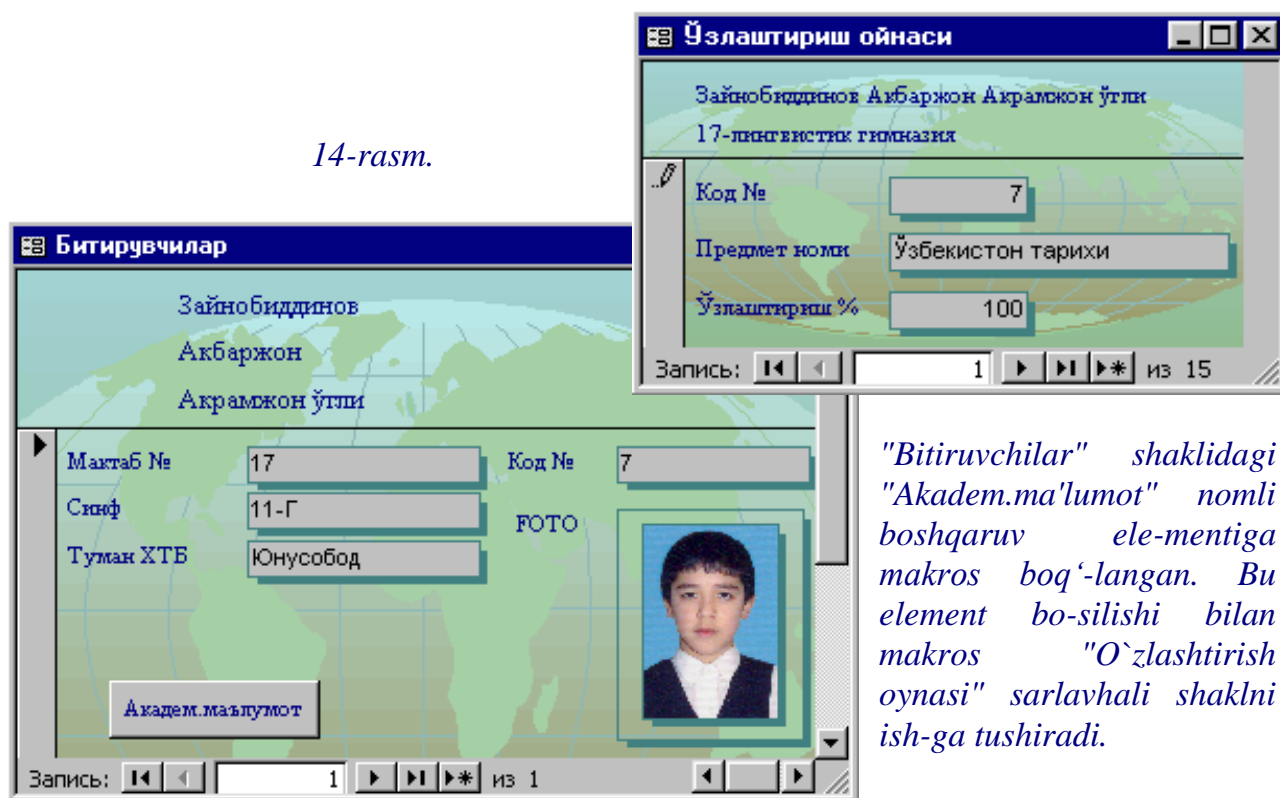 14-rasm.
Ўзлаштириш ойнаси
Зайнобиддинов Акбаржон Акрамжон ўгли
17-лингвистик гимназия
Код № 7
Предмет номи Ўзбекистон тарихи
Ўзлаштириш % 100
Запись: 1 из 15
Битирувчилар
Зайнобиддинов
Акбаржон
Акрамжон ўгли
Мактаб № 17 Код № 7
Синф 11-Г FOTO
Туман ХТБ Юнусобод
Академ.маълумот
Запись: 1 из 1
"Bitiruvchilar" shaklidagi
"Akadem.ma'lumot" nomli
boshqaruv ele-mentiga
makros boq‘-langan. Bu
element bo-silishi bilan
makros "O`zlashtirish
oynasi" sarlavhali shaklni
ish-ga tushiradi.